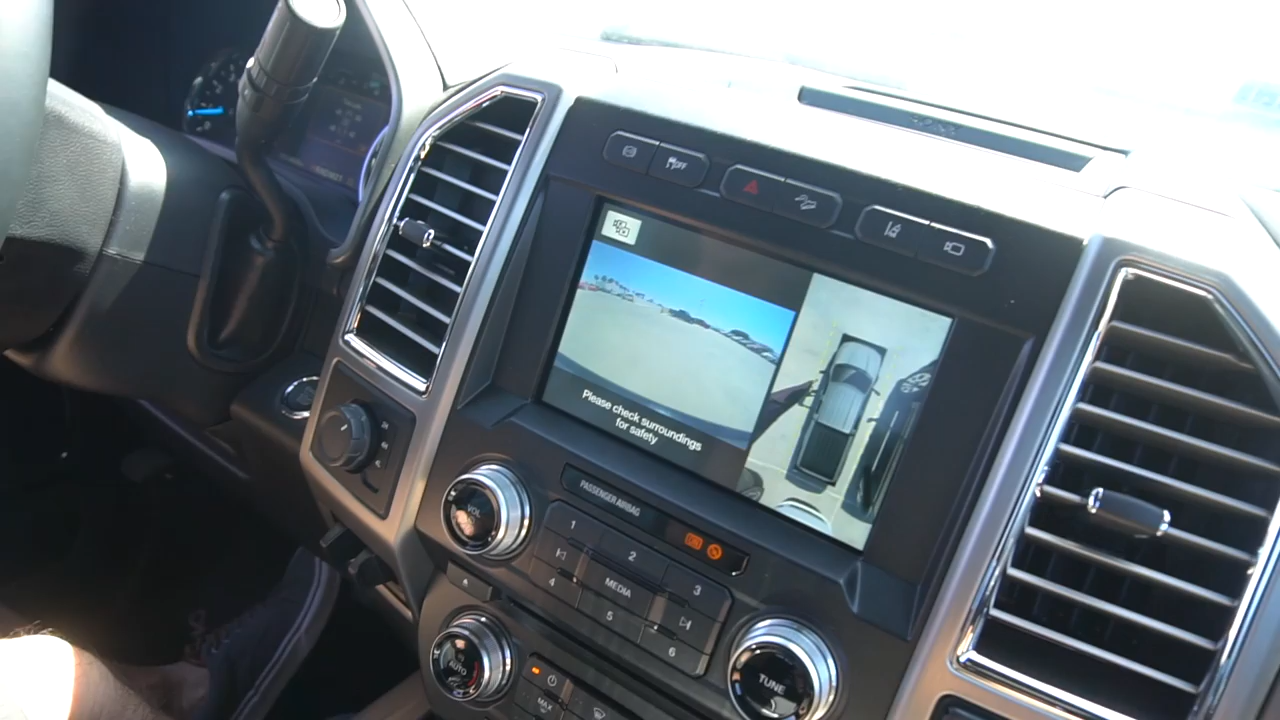 OFF
Please check surroundings
for safety
PASSENGER AIRBAG
VOL
1
2
3
4
MEDIA
5
6
AUTO
MAX
TUNE